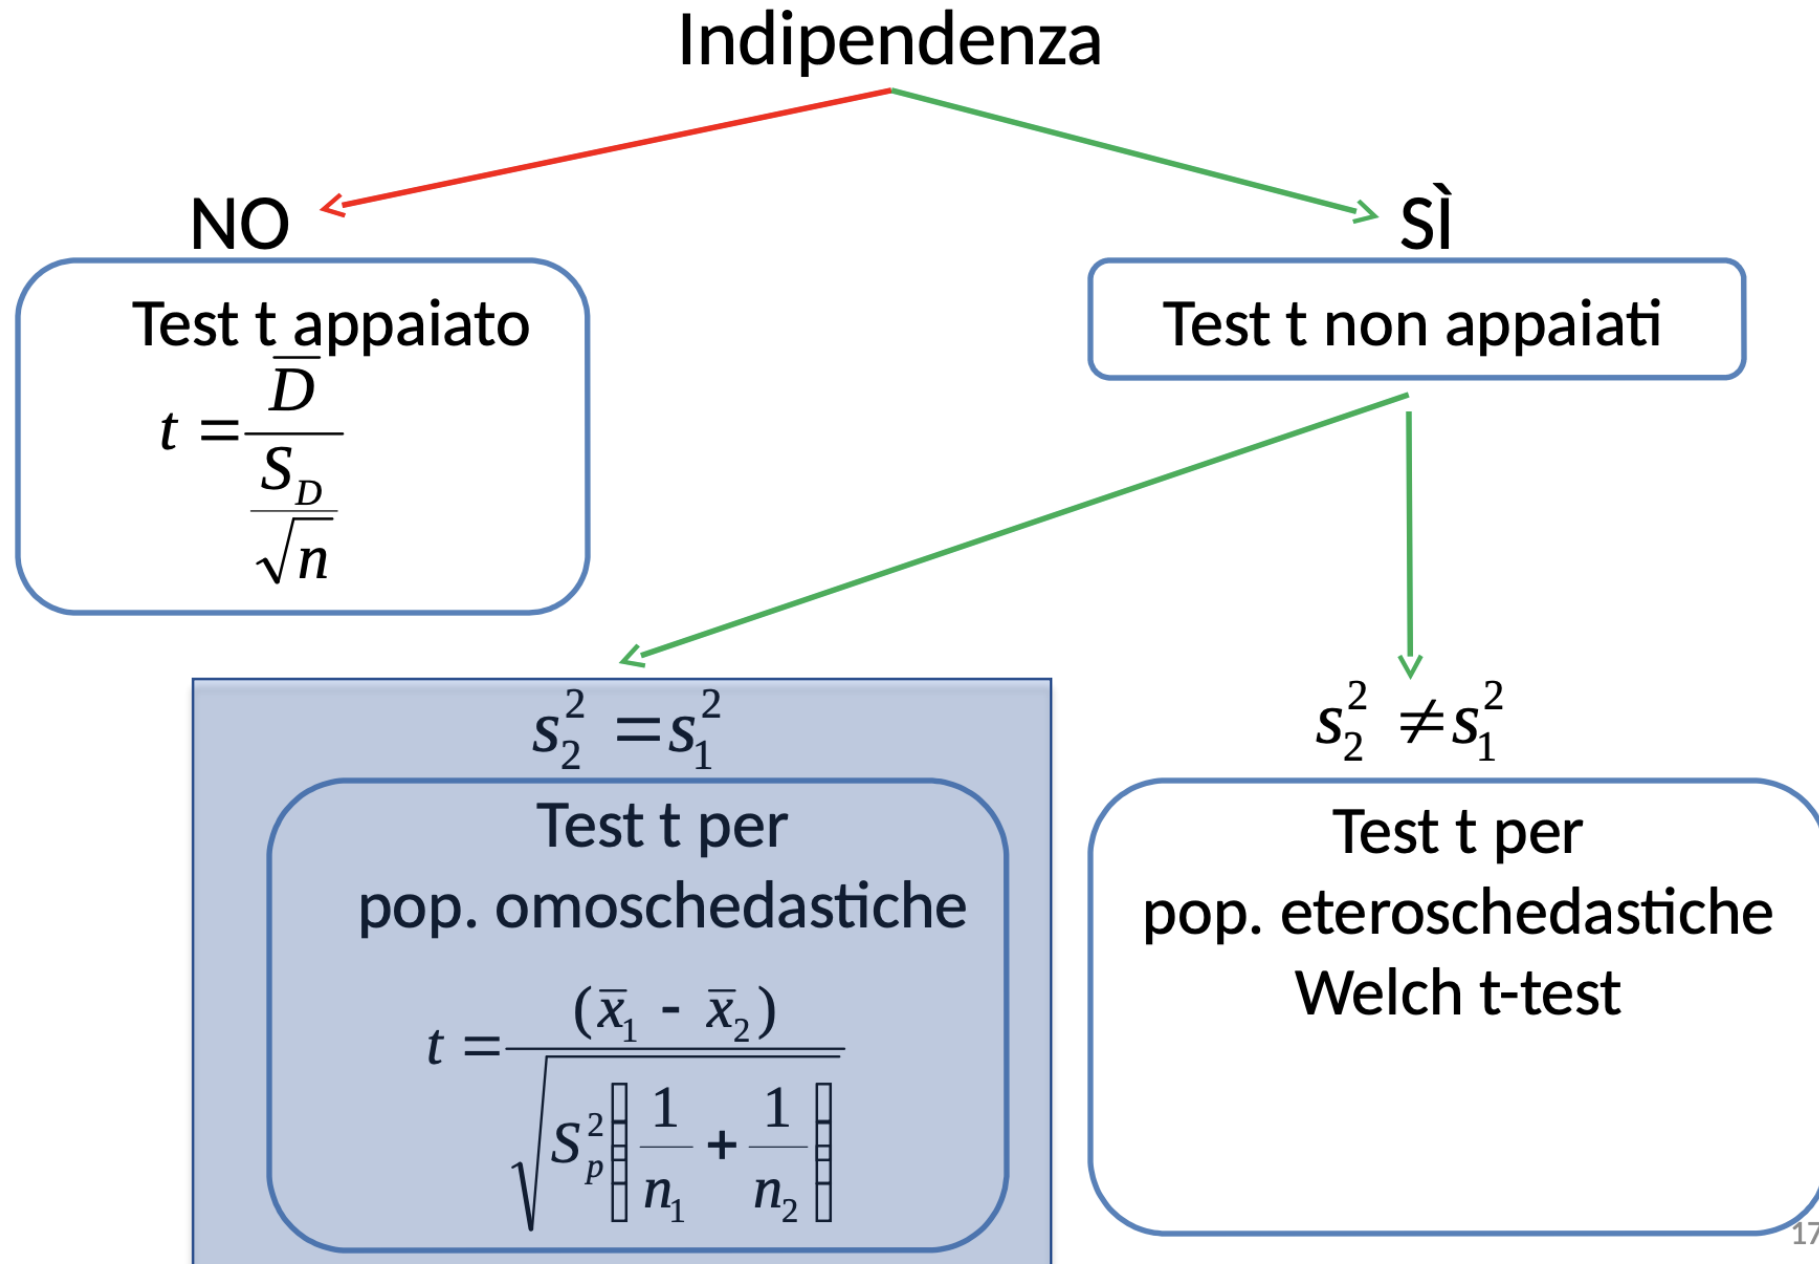 Indipendenza
NO
SÌ
Test t appaiato
t = D̅ / (S_D / √n)
Test t non appaiati
s₂² = s₁²
s₂² ≠ s₁²
Test t per
pop. omoschedastiche
t = (x̅₁ - x̅₂) / √(S_p² (1/n₁ + 1/n₂))
Test t per
pop. eteroschedastiche
Welch t-test
17